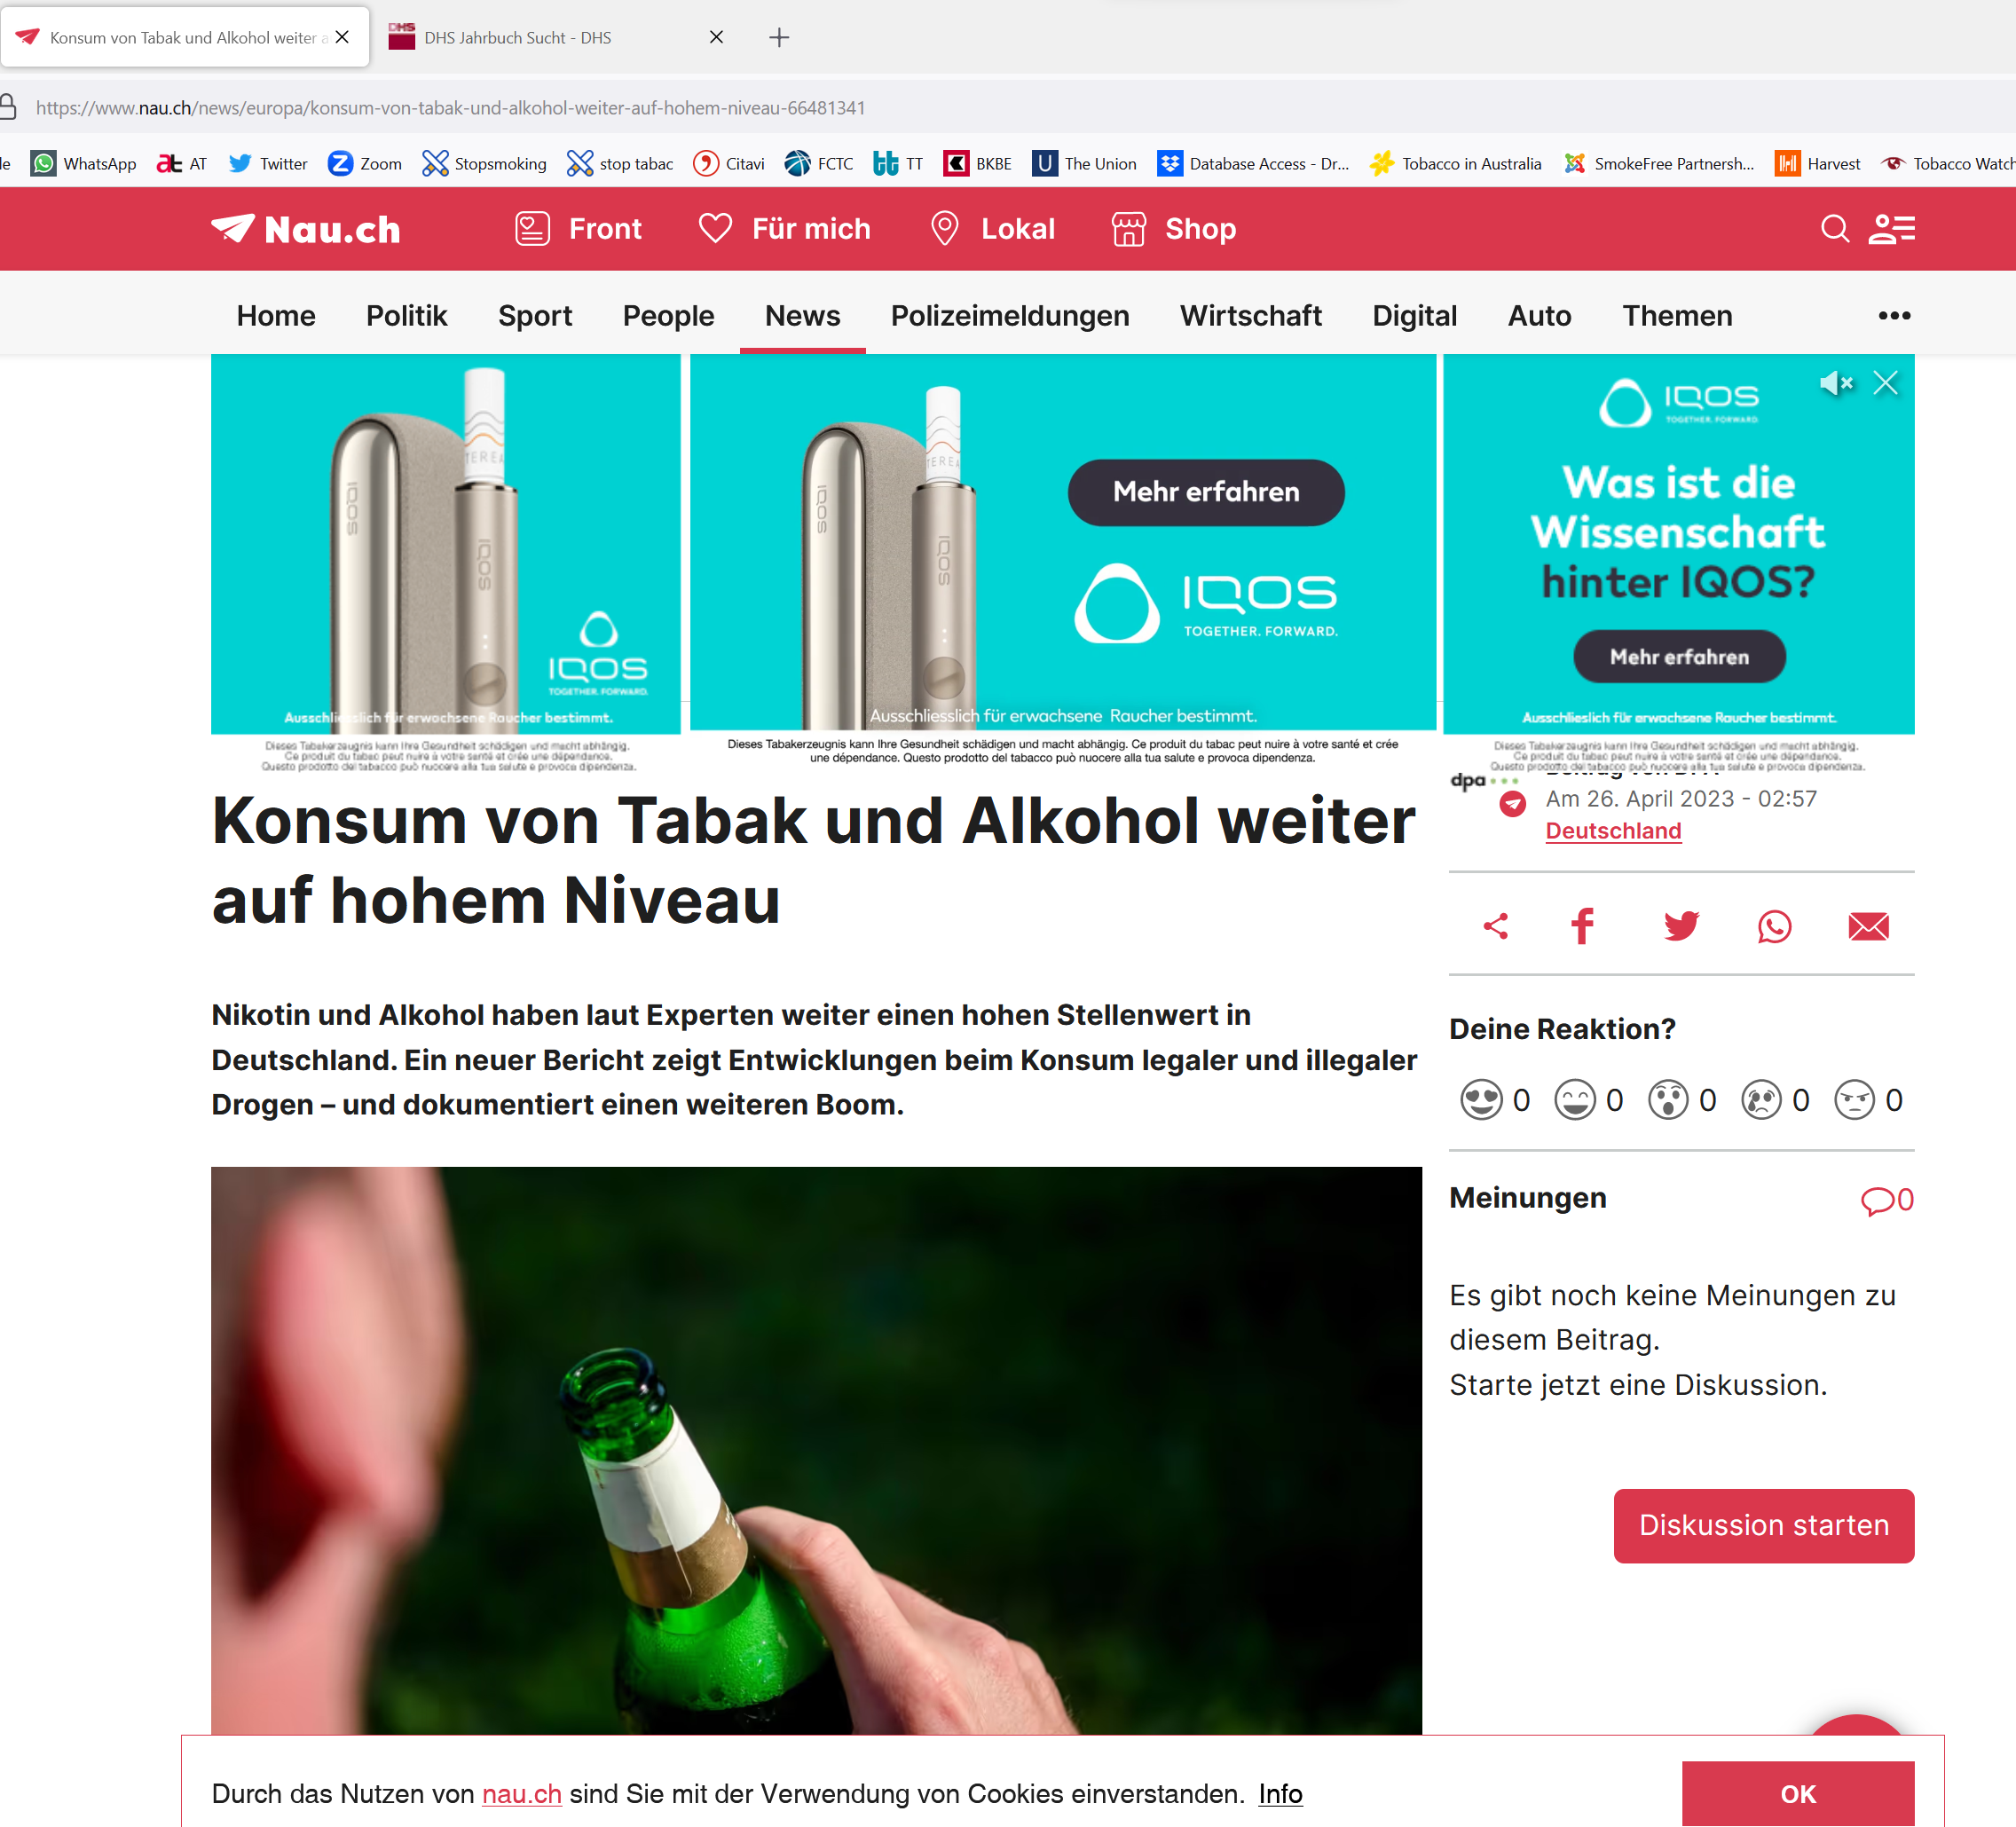 Konsum von Tabak und Alkohol weiter a
DHS
DHS Jahrbuch Sucht - DHS
https://www.nau.ch/news/europa/konsum-von-tabak-und-alkohol-weiter-auf-hohem-niveau-66481341
le WhatsApp at AT Twitter Z Zoom Stopsmoking stop tabac Citavi FCTC tt TT BKBE U The Union Database Access - Dr... Tobacco in Australia SmokeFree Partnersh... Harvest Tobacco Watch
Nau.ch Front Für mich Lokal Shop
Home Politik Sport People News Polizeimeldungen Wirtschaft Digital Auto Themen
IQOS
IQOS
TEREA
IQOS
TOGETHER. FORWARD.
Ausschliesslich für erwachsene Raucher bestimmt.
Dieses Tabakerzeugnis kann Ihre Gesundheit schädigen und macht abhängig.
Ce produit du tabac peut nuire à votre santé et crée une dépendance.
Questo prodotto del tabacco può nuocere alla tua salute e provoca dipendenza.
IQOS
IQOS
TEREA
Mehr erfahren
IQOS
TOGETHER. FORWARD.
Ausschliesslich für erwachsene Raucher bestimmt.
Dieses Tabakerzeugnis kann Ihre Gesundheit schädigen und macht abhängig. Ce produit du tabac peut nuire à votre santé et crée
une dépendance. Questo prodotto del tabacco può nuocere alla tua salute e provoca dipendenza.
IQOS
TOGETHER. FORWARD.
Was ist die
Wissenschaft
hinter IQOS?
Mehr erfahren
Ausschlieslich für erwachsene Raucher bestimmt.
Dieses Tabakerzeugnis kann Ihre Gesundheit schädigen und macht abhängig.
Ce produit du tabac peut nuire à votre santé et crée une dépendance.
Questo prodotto del tabacco può nuocere alla tua salute e provoca dipendenza.
Konsum von Tabak und Alkohol weiter
auf hohem Niveau
Nikotin und Alkohol haben laut Experten weiter einen hohen Stellenwert in
Deutschland. Ein neuer Bericht zeigt Entwicklungen beim Konsum legaler und illegaler
Drogen – und dokumentiert einen weiteren Boom.
dpa
Beitrag von DPA
Am 26. April 2023 - 02:57
Deutschland
Deine Reaktion?
0 0 0 0 0
Meinungen 0
Es gibt noch keine Meinungen zu
diesem Beitrag.
Starte jetzt eine Diskussion.
Diskussion starten
Durch das Nutzen von nau.ch sind Sie mit der Verwendung von Cookies einverstanden. Info
OK